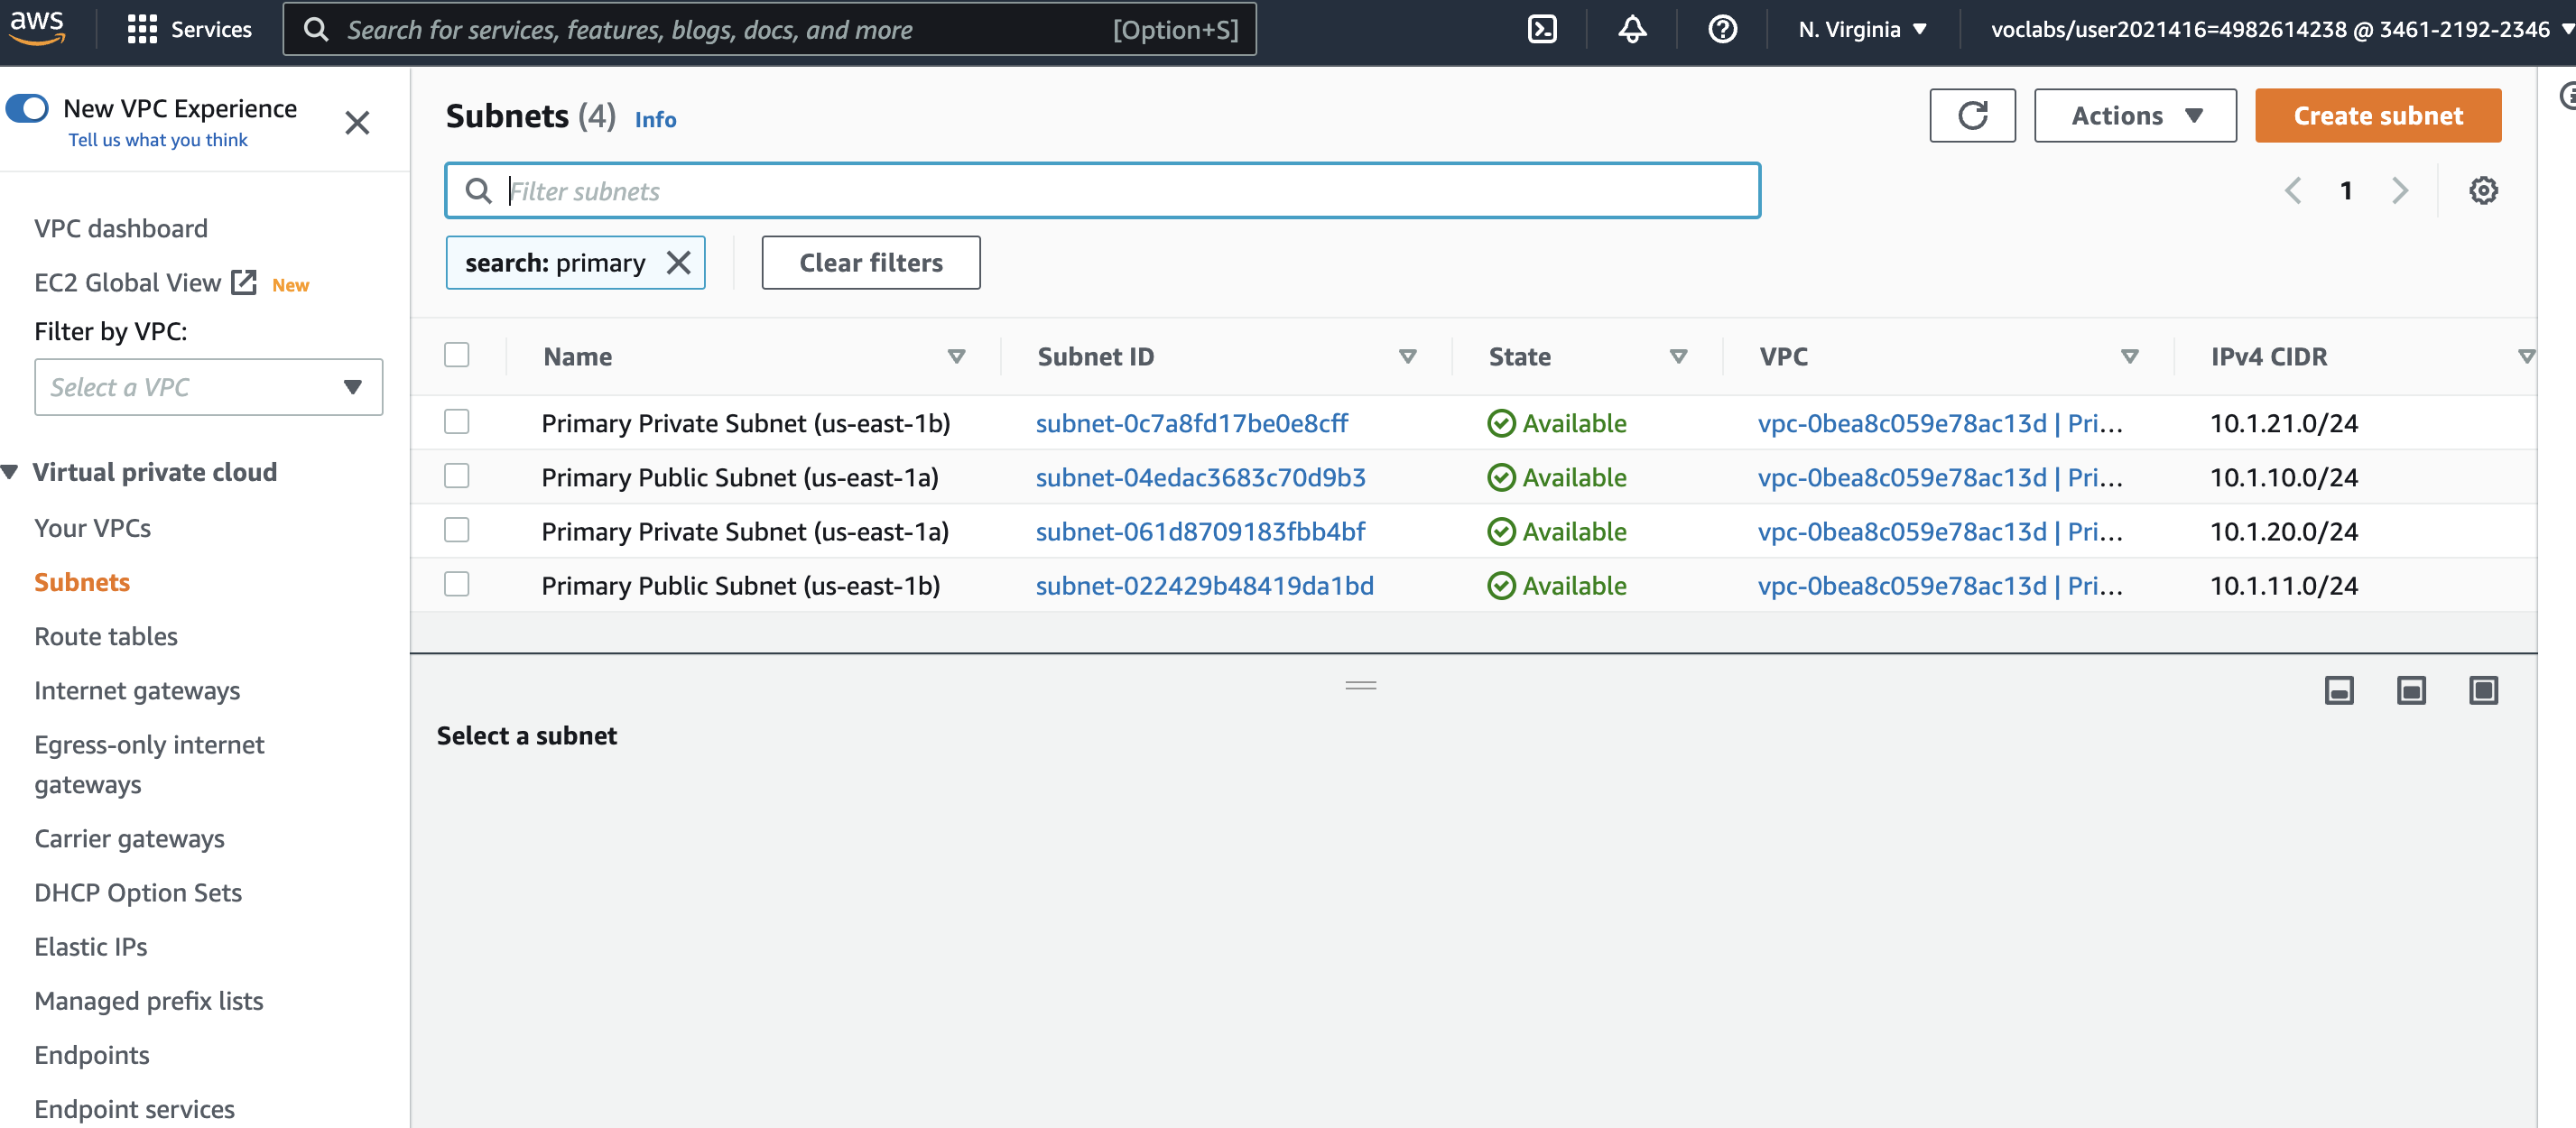 aws Services Search for services, features, blogs, docs, and more [Option+S] N. Virginia voclabs/user2021416=4982614238 @ 3461-2192-2346
New VPC Experience
Tell us what you think
VPC dashboard
EC2 Global View New
Filter by VPC:
Select a VPC
Virtual private cloud
Your VPCs
Subnets
Route tables
Internet gateways
Egress-only internet
gateways
Carrier gateways
DHCP Option Sets
Elastic IPs
Managed prefix lists
Endpoints
Endpoint services
Subnets (4) Info
Actions
Create subnet
Filter subnets
1
search: primary
Clear filters
Name Subnet ID State VPC IPv4 CIDR
Primary Private Subnet (us-east-1b) subnet-0c7a8fd17be0e8cff Available vpc-0bea8c059e78ac13d | Pri... 10.1.21.0/24
Primary Public Subnet (us-east-1a) subnet-04edac3683c70d9b3 Available vpc-0bea8c059e78ac13d | Pri... 10.1.10.0/24
Primary Private Subnet (us-east-1a) subnet-061d8709183fbb4bf Available vpc-0bea8c059e78ac13d | Pri... 10.1.20.0/24
Primary Public Subnet (us-east-1b) subnet-022429b48419da1bd Available vpc-0bea8c059e78ac13d | Pri... 10.1.11.0/24
Select a subnet